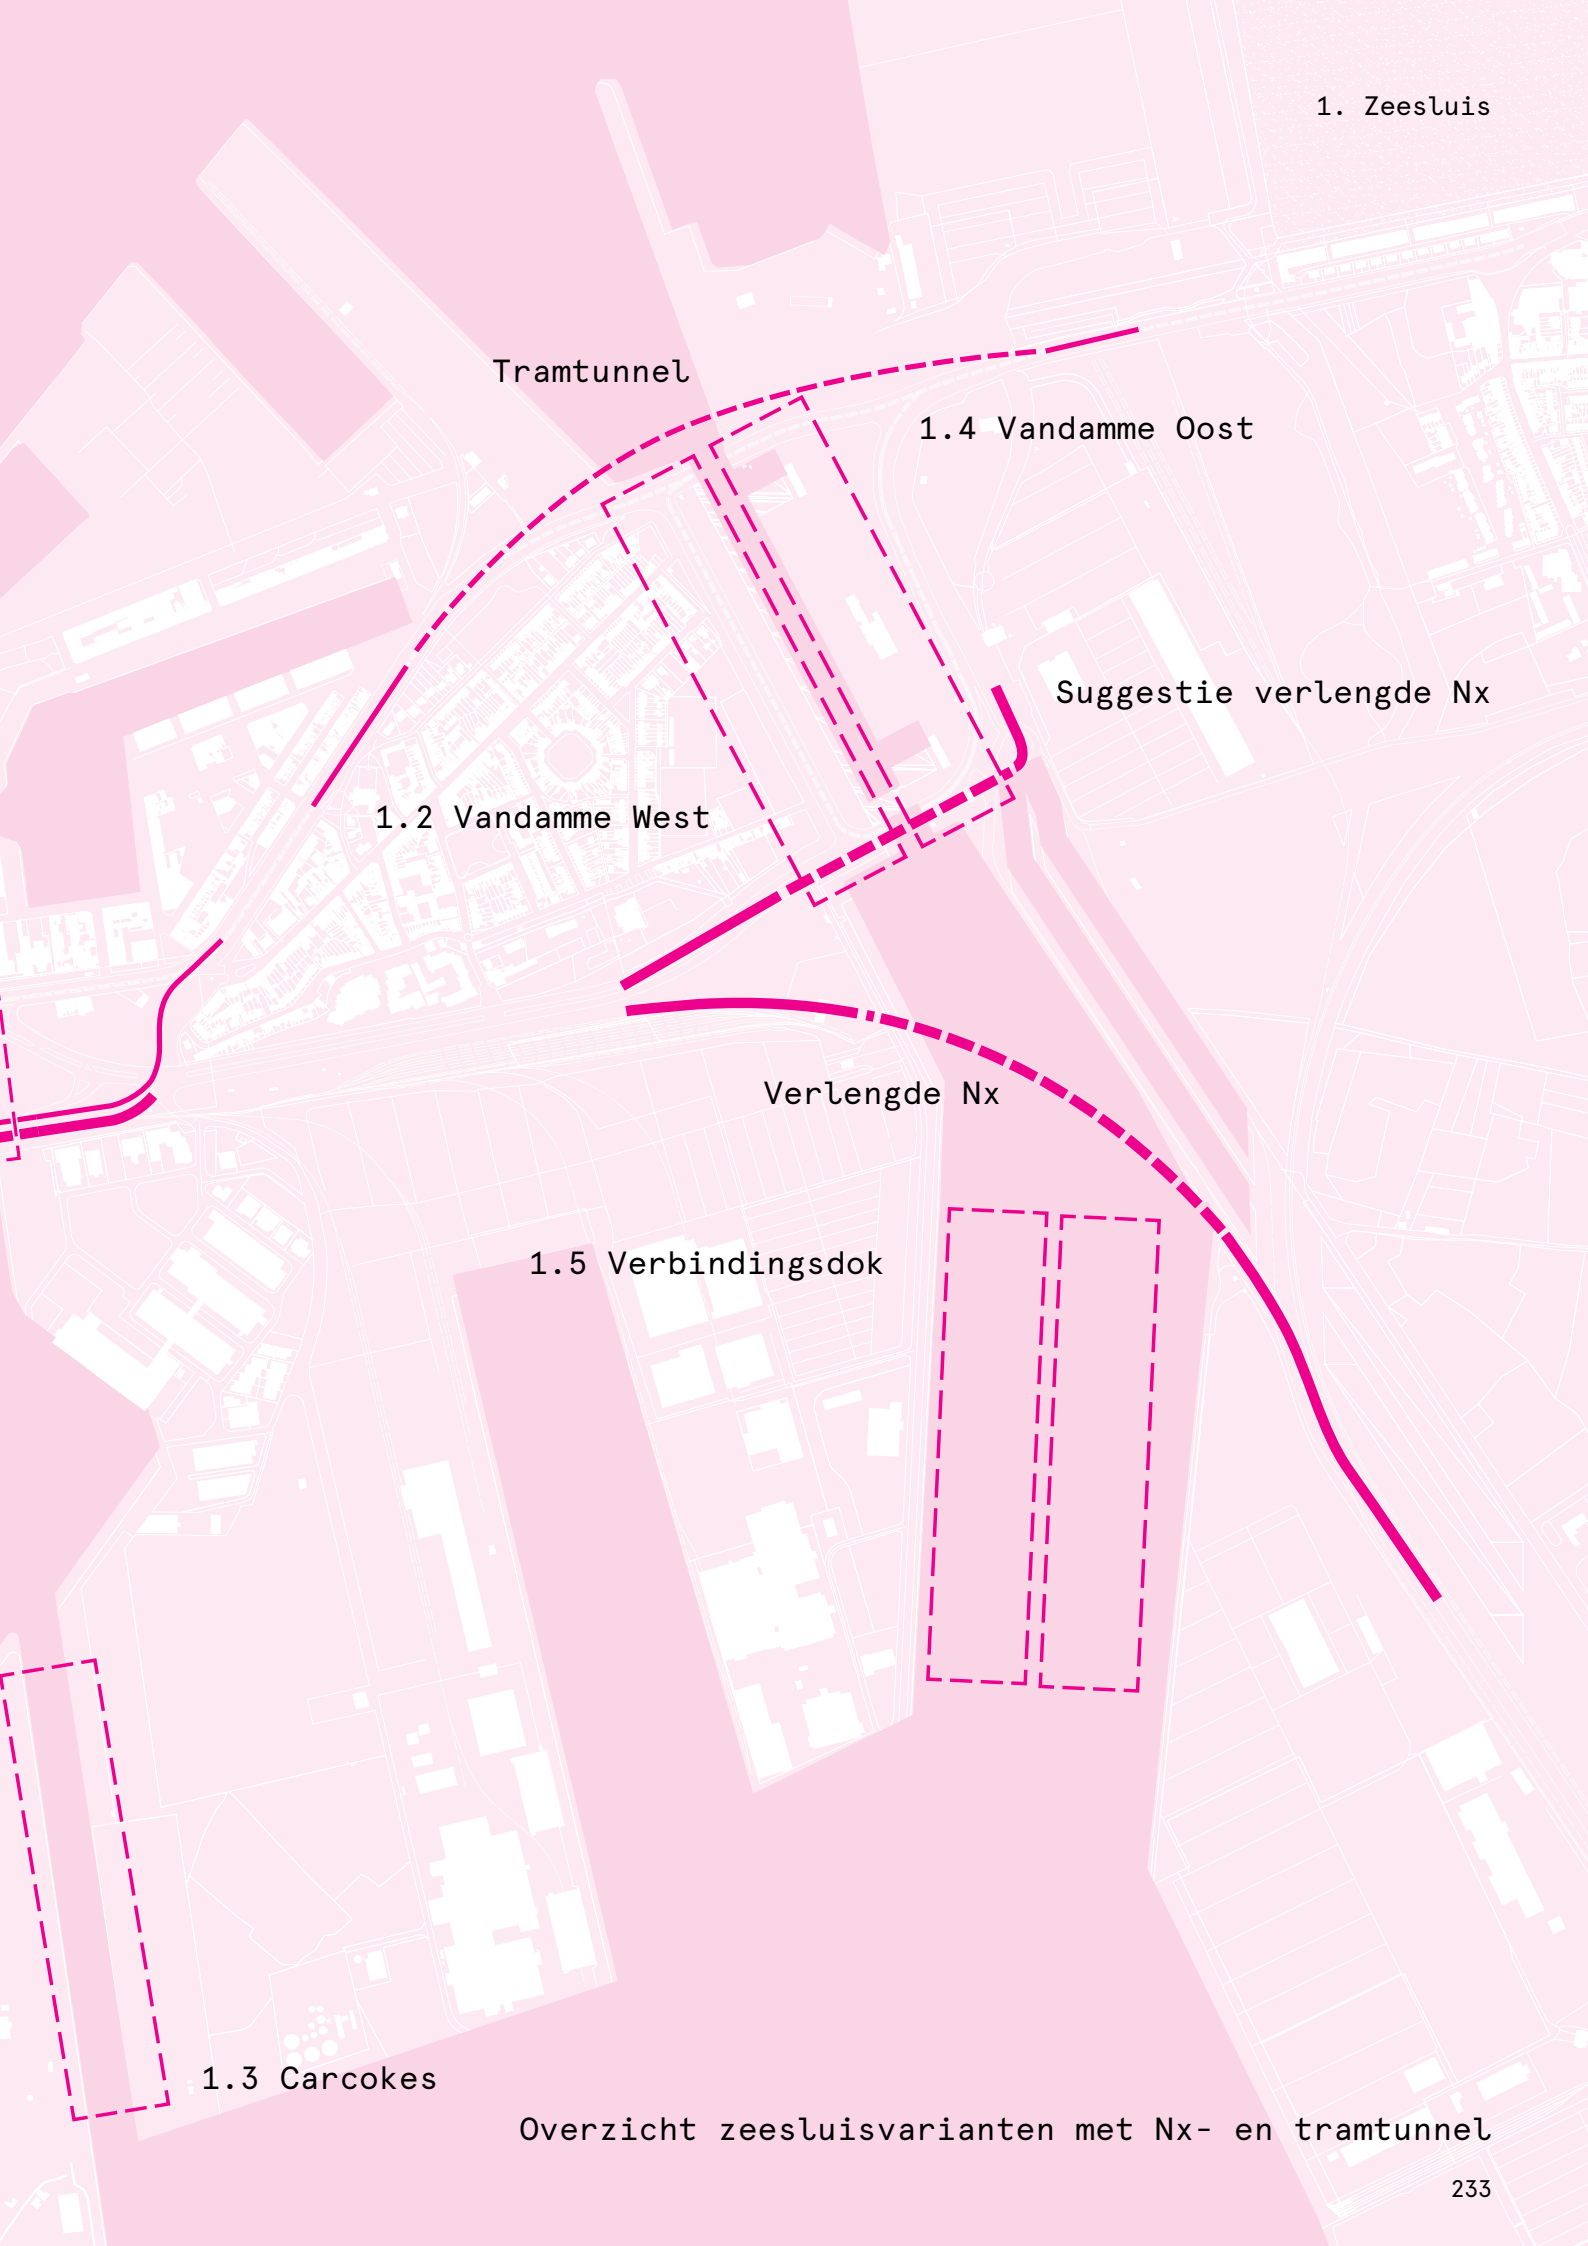 1. Zeesluis
Tramtunnel
1.4 Vandamme Oost
Suggestie verlengde Nx
1.2 Vandamme West
Verlengde Nx
1.5 Verbindingsdok
1.3 Carcokes
Overzicht zeesluisvarianten met Nx- en tramtunnel
233